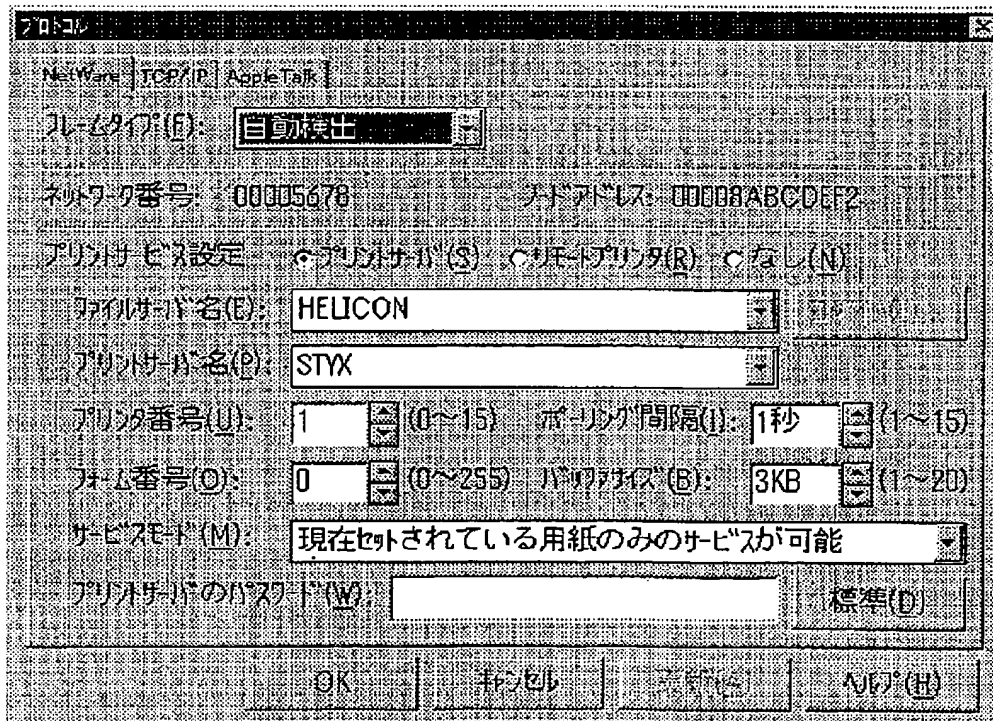 プロトコル
NetWare TCP/IP AppleTalk
フレームタイプ(F): 自動検出
ネットワーク番号: 00005678 ノードアドレス: 00008ABCDEF2
プリントサービス設定 プリントサーバ(S) リモートプリンタ(R) なし(N)
ファイルサーバ名(E): HELICON
プリントサーバ名(P): STYX
プリンタ番号(U): 1 (0~15) ポーリング間隔(I): 1秒 (1~15)
フォーム番号(O): 0 (0~255) バッファサイズ(B): 3KB (1~20)
サービスモード(M): 現在セットされている用紙のみのサービスが可能
プリントサーバのパスワード(W): 標準(D)
OK キャンセル ヘルプ(H)